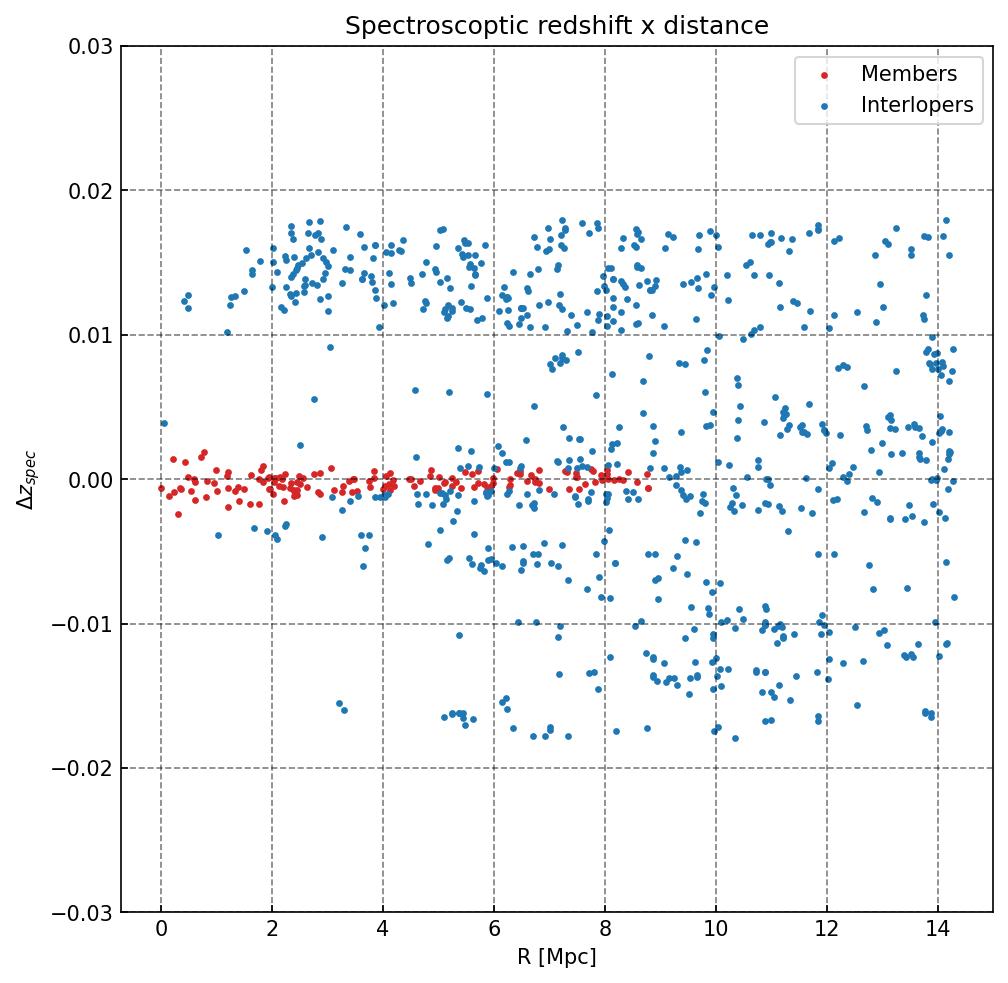 Spectroscoptic redshift x distance
Members
Interlopers
0.03
0.02
0.01
0.00
−0.01
−0.02
−0.03
Δz_spec
0 2 4 6 8 10 12 14
R [Mpc]